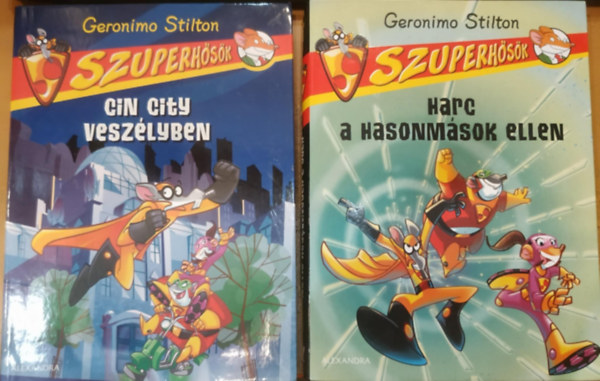 Geronimo Stilton
SZUPERHŐSÖK
CIN CITY
VESZÉLYBEN
ALEXANDRA
Geronimo Stilton
SZUPERHŐSÖK
HARC
A HASONMÁSOK ELLEN
ALEXANDRA